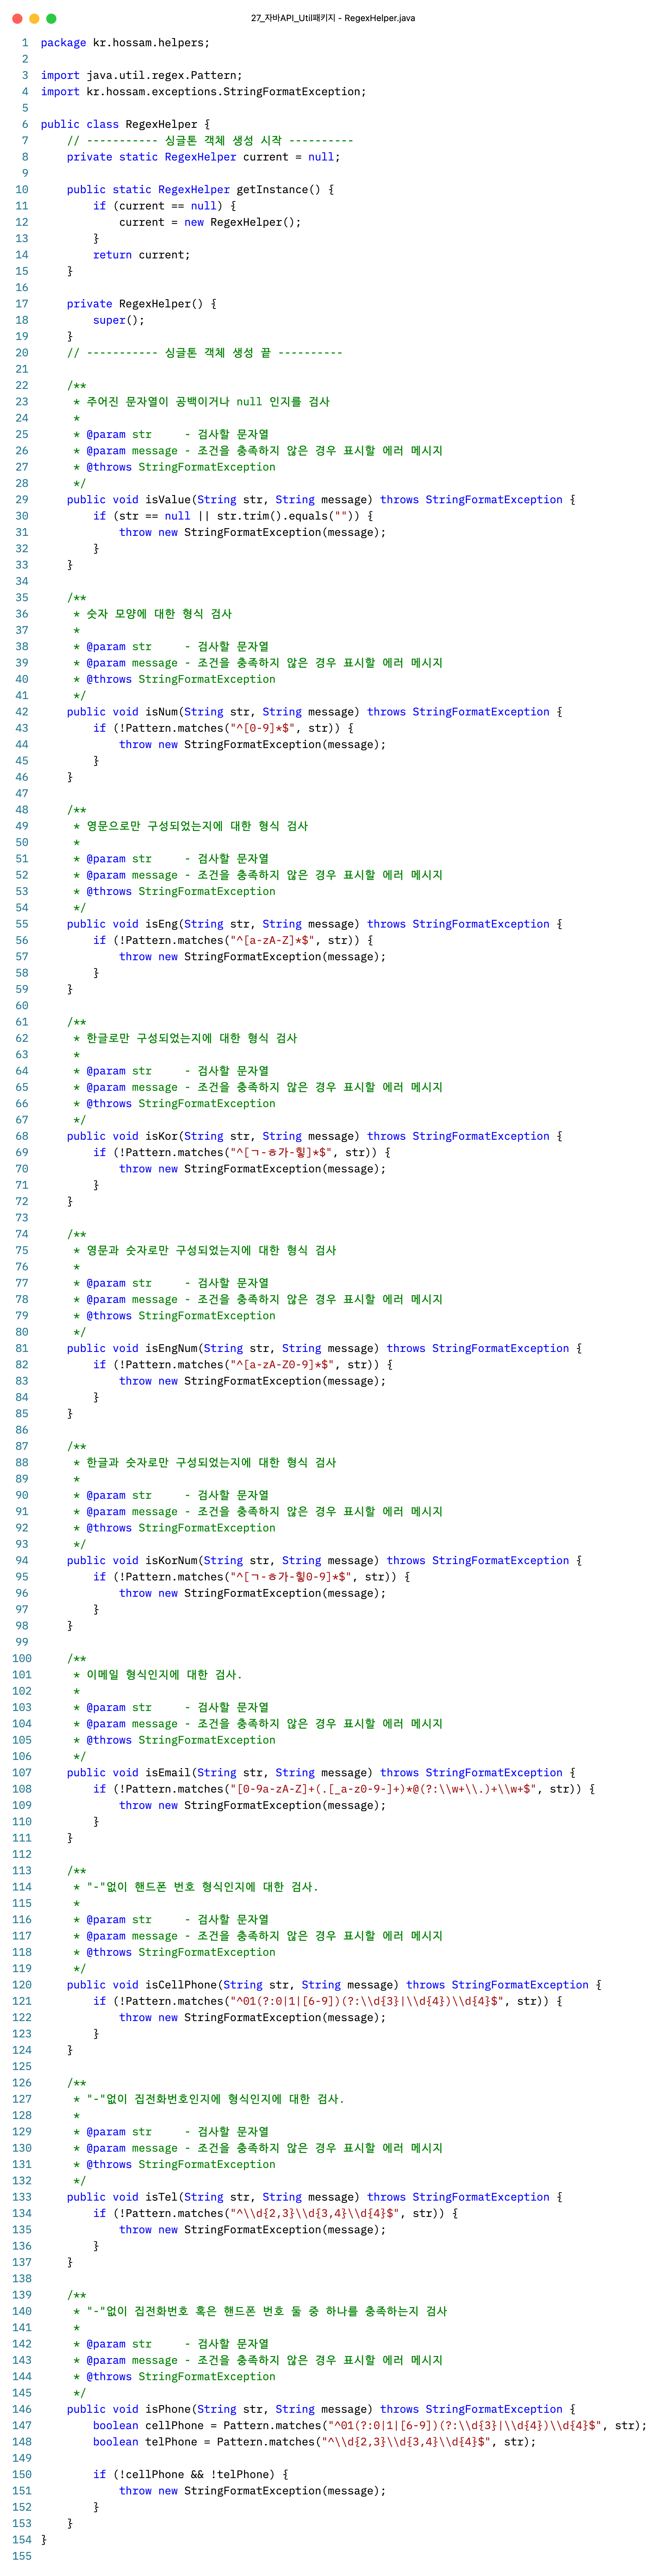 27_자바API_Util패키지 - RegexHelper.java
1 package kr.hossam.helpers;
2
3 import java.util.regex.Pattern;
4 import kr.hossam.exceptions.StringFormatException;
5
6 public class RegexHelper {
7     // ----------- 싱글톤 객체 생성 시작 ----------
8     private static RegexHelper current = null;
9
10     public static RegexHelper getInstance() {
11         if (current == null) {
12             current = new RegexHelper();
13         }
14         return current;
15     }
16
17     private RegexHelper() {
18         super();
19     }
20     // ----------- 싱글톤 객체 생성 끝 ----------
21
22     /**
23      * 주어진 문자열이 공백이거나 null 인지를 검사
24      *
25      * @param str     - 검사할 문자열
26      * @param message - 조건을 충족하지 않은 경우 표시할 에러 메시지
27      * @throws StringFormatException
28      */
29     public void isValue(String str, String message) throws StringFormatException {
30         if (str == null || str.trim().equals("")) {
31             throw new StringFormatException(message);
32         }
33     }
34
35     /**
36      * 숫자 모양에 대한 형식 검사
37      *
38      * @param str     - 검사할 문자열
39      * @param message - 조건을 충족하지 않은 경우 표시할 에러 메시지
40      * @throws StringFormatException
41      */
42     public void isNum(String str, String message) throws StringFormatException {
43         if (!Pattern.matches("^[0-9]*$", str)) {
44             throw new StringFormatException(message);
45         }
46     }
47
48     /**
49      * 영문으로만 구성되었는지에 대한 형식 검사
50      *
51      * @param str     - 검사할 문자열
52      * @param message - 조건을 충족하지 않은 경우 표시할 에러 메시지
53      * @throws StringFormatException
54      */
55     public void isEng(String str, String message) throws StringFormatException {
56         if (!Pattern.matches("^[a-zA-Z]*$", str)) {
57             throw new StringFormatException(message);
58         }
59     }
60
61     /**
62      * 한글로만 구성되었는지에 대한 형식 검사
63      *
64      * @param str     - 검사할 문자열
65      * @param message - 조건을 충족하지 않은 경우 표시할 에러 메시지
66      * @throws StringFormatException
67      */
68     public void isKor(String str, String message) throws StringFormatException {
69         if (!Pattern.matches("^[ㄱ-ㅎ가-힣]*$", str)) {
70             throw new StringFormatException(message);
71         }
72     }
73
74     /**
75      * 영문과 숫자로만 구성되었는지에 대한 형식 검사
76      *
77      * @param str     - 검사할 문자열
78      * @param message - 조건을 충족하지 않은 경우 표시할 에러 메시지
79      * @throws StringFormatException
80      */
81     public void isEngNum(String str, String message) throws StringFormatException {
82         if (!Pattern.matches("^[a-zA-Z0-9]*$", str)) {
83             throw new StringFormatException(message);
84         }
85     }
86
87     /**
88      * 한글과 숫자로만 구성되었는지에 대한 형식 검사
89      *
90      * @param str     - 검사할 문자열
91      * @param message - 조건을 충족하지 않은 경우 표시할 에러 메시지
92      * @throws StringFormatException
93      */
94     public void isKorNum(String str, String message) throws StringFormatException {
95         if (!Pattern.matches("^[ㄱ-ㅎ가-힣0-9]*$", str)) {
96             throw new StringFormatException(message);
97         }
98     }
99
100     /**
101      * 이메일 형식인지에 대한 검사.
102      *
103      * @param str     - 검사할 문자열
104      * @param message - 조건을 충족하지 않은 경우 표시할 에러 메시지
105      * @throws StringFormatException
106      */
107     public void isEmail(String str, String message) throws StringFormatException {
108         if (!Pattern.matches("[0-9a-zA-Z]+(.[_a-z0-9-]+)*@(?:\\w+\\.)+\\w+$", str)) {
109             throw new StringFormatException(message);
110         }
111     }
112
113     /**
114      * "-"없이 핸드폰 번호 형식인지에 대한 검사.
115      *
116      * @param str     - 검사할 문자열
117      * @param message - 조건을 충족하지 않은 경우 표시할 에러 메시지
118      * @throws StringFormatException
119      */
120     public void isCellPhone(String str, String message) throws StringFormatException {
121         if (!Pattern.matches("^01(?:0|1|[6-9])(?:\\d{3}|\\d{4})\\d{4}$", str)) {
122             throw new StringFormatException(message);
123         }
124     }
125
126     /**
127      * "-"없이 집전화번호인지에 형식인지에 대한 검사.
128      *
129      * @param str     - 검사할 문자열
130      * @param message - 조건을 충족하지 않은 경우 표시할 에러 메시지
131      * @throws StringFormatException
132      */
133     public void isTel(String str, String message) throws StringFormatException {
134         if (!Pattern.matches("^\\d{2,3}\\d{3,4}\\d{4}$", str)) {
135             throw new StringFormatException(message);
136         }
137     }
138
139     /**
140      * "-"없이 집전화번호 혹은 핸드폰 번호 둘 중 하나를 충족하는지 검사
141      *
142      * @param str     - 검사할 문자열
143      * @param message - 조건을 충족하지 않은 경우 표시할 에러 메시지
144      * @throws StringFormatException
145      */
146     public void isPhone(String str, String message) throws StringFormatException {
147         boolean cellPhone = Pattern.matches("^01(?:0|1|[6-9])(?:\\d{3}|\\d{4})\\d{4}$", str);
148         boolean telPhone = Pattern.matches("^\\d{2,3}\\d{3,4}\\d{4}$", str);
149
150         if (!cellPhone && !telPhone) {
151             throw new StringFormatException(message);
152         }
153     }
154 }
155